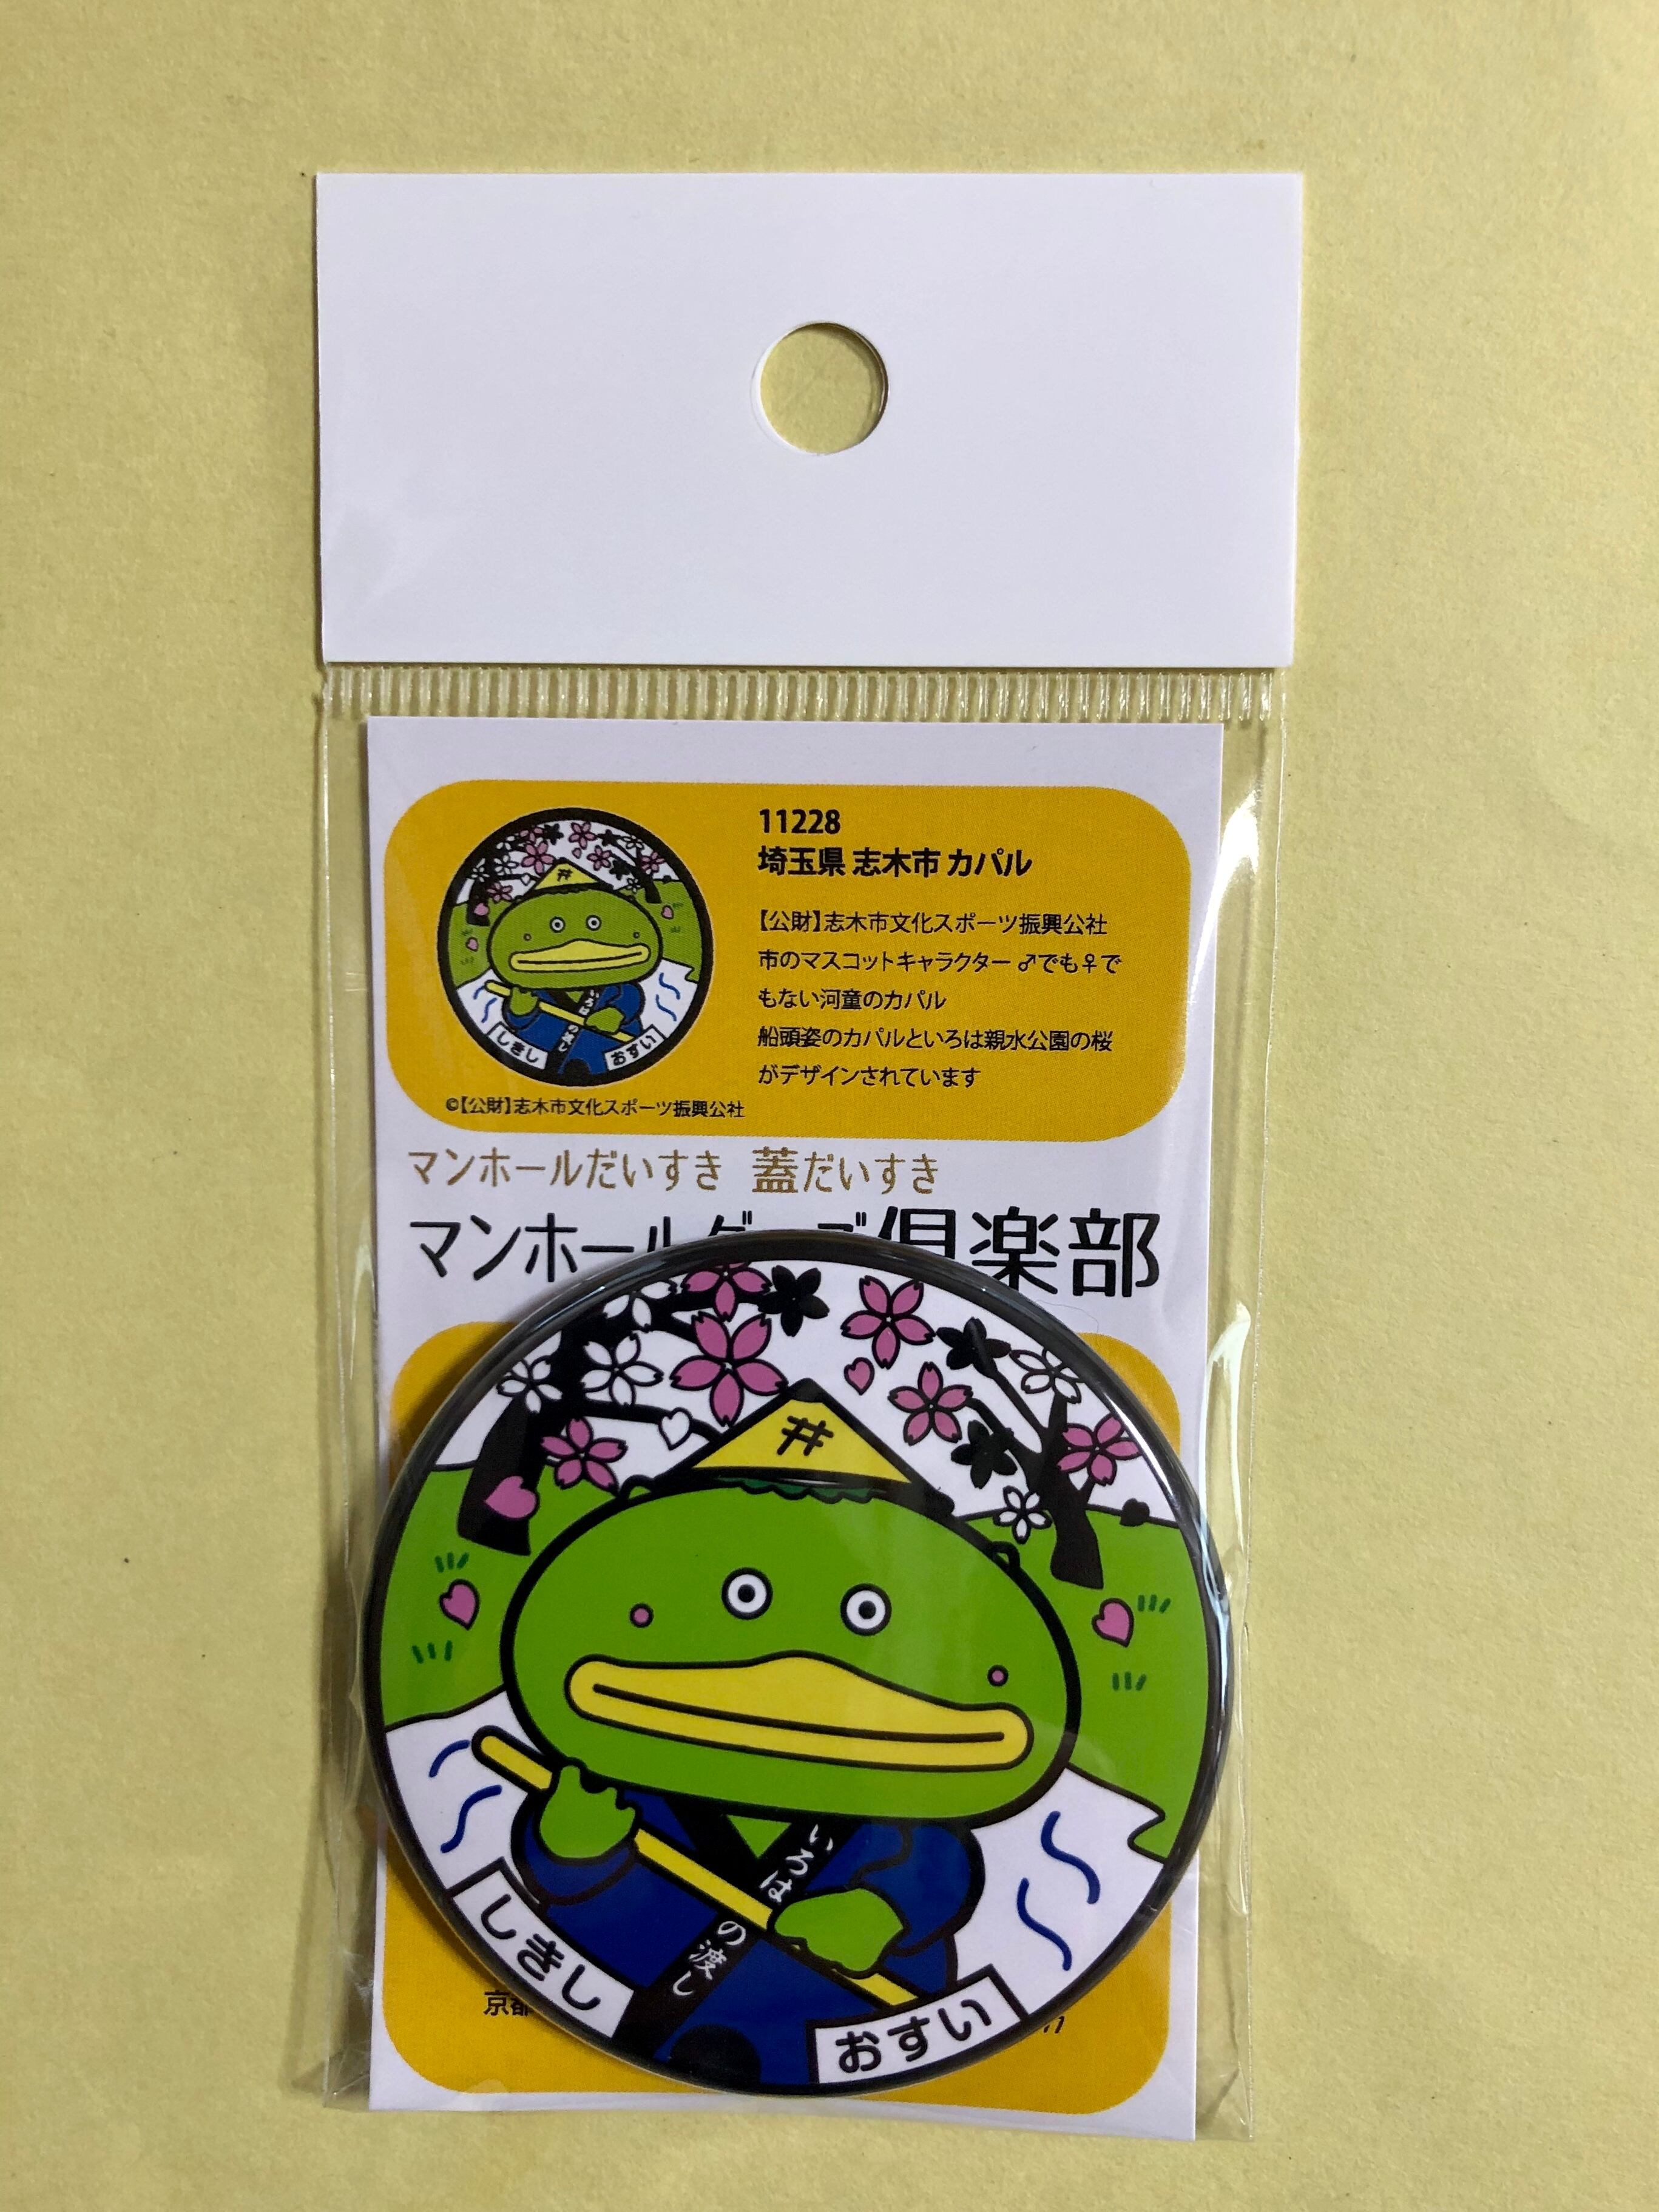 11228
埼玉県 志木市 カパル
【公財】志木市文化スポーツ振興公社
市のマスコットキャラクター ♂でも♀で
もない河童のカパル
船頭姿のカパルといろは親水公園の桜
がデザインされています
井
しきし
おすい
©【公財】志木市文化スポーツ振興公社
マンホールだいすき 蓋だいすき
マンホールグッズ倶楽部
井
いろは
の渡し
しきし
おすい
京都